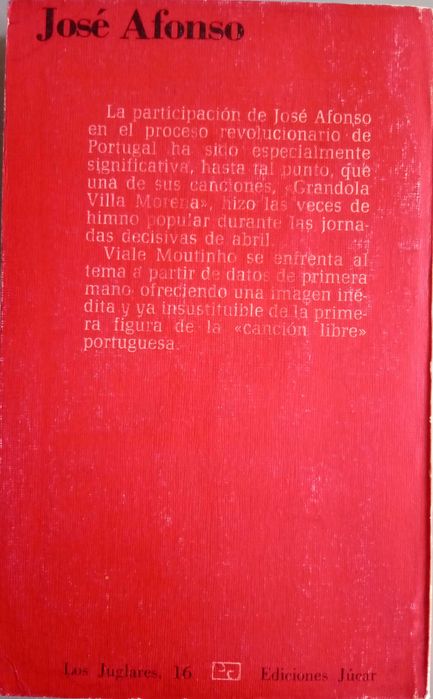 José Afonso
La participación de José Afonso
en el proceso revolucionario de
Portugal ha sido especialmente
significativa, hasta tal punto, que
una de sus canciones, «Grandola
Villa Morena», hizo las veces de
himno popular durante las jorna-
das decisivas de abril.
Viale Moutinho se enfrenta al
tema a partir de datos de primera
mano ofreciendo una imagen iné-
dita y ya insustituible de la prime-
ra figura de la «canción libre»
portuguesa.
Los Juglares, 16 Ediciones Júcar